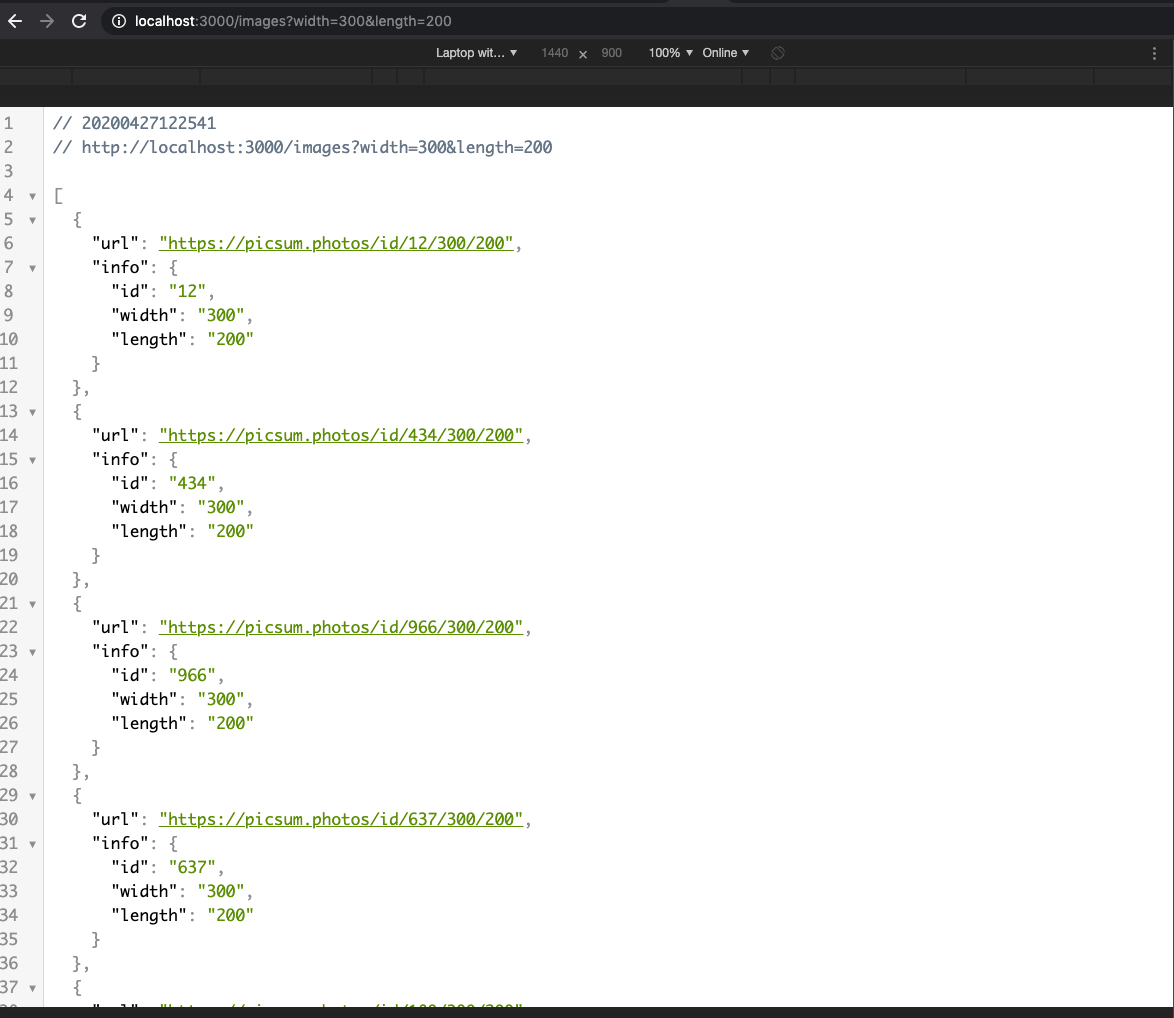 localhost:3000/images?width=300&length=200
Laptop wit... ▼ 1440 × 900 100% ▼ Online ▼
1 // 20200427122541
2 // http://localhost:3000/images?width=300&length=200
3
4 ▼ [
5 ▼ {
6 "url": "https://picsum.photos/id/12/300/200",
7 ▼ "info": {
8 "id": "12",
9 "width": "300",
10 "length": "200"
11 }
12 },
13 ▼ {
14 "url": "https://picsum.photos/id/434/300/200",
15 ▼ "info": {
16 "id": "434",
17 "width": "300",
18 "length": "200"
19 }
20 },
21 ▼ {
22 "url": "https://picsum.photos/id/966/300/200",
23 ▼ "info": {
24 "id": "966",
25 "width": "300",
26 "length": "200"
27 }
28 },
29 ▼ {
30 "url": "https://picsum.photos/id/637/300/200",
31 ▼ "info": {
32 "id": "637",
33 "width": "300",
34 "length": "200"
35 }
36 },
37 ▼ {